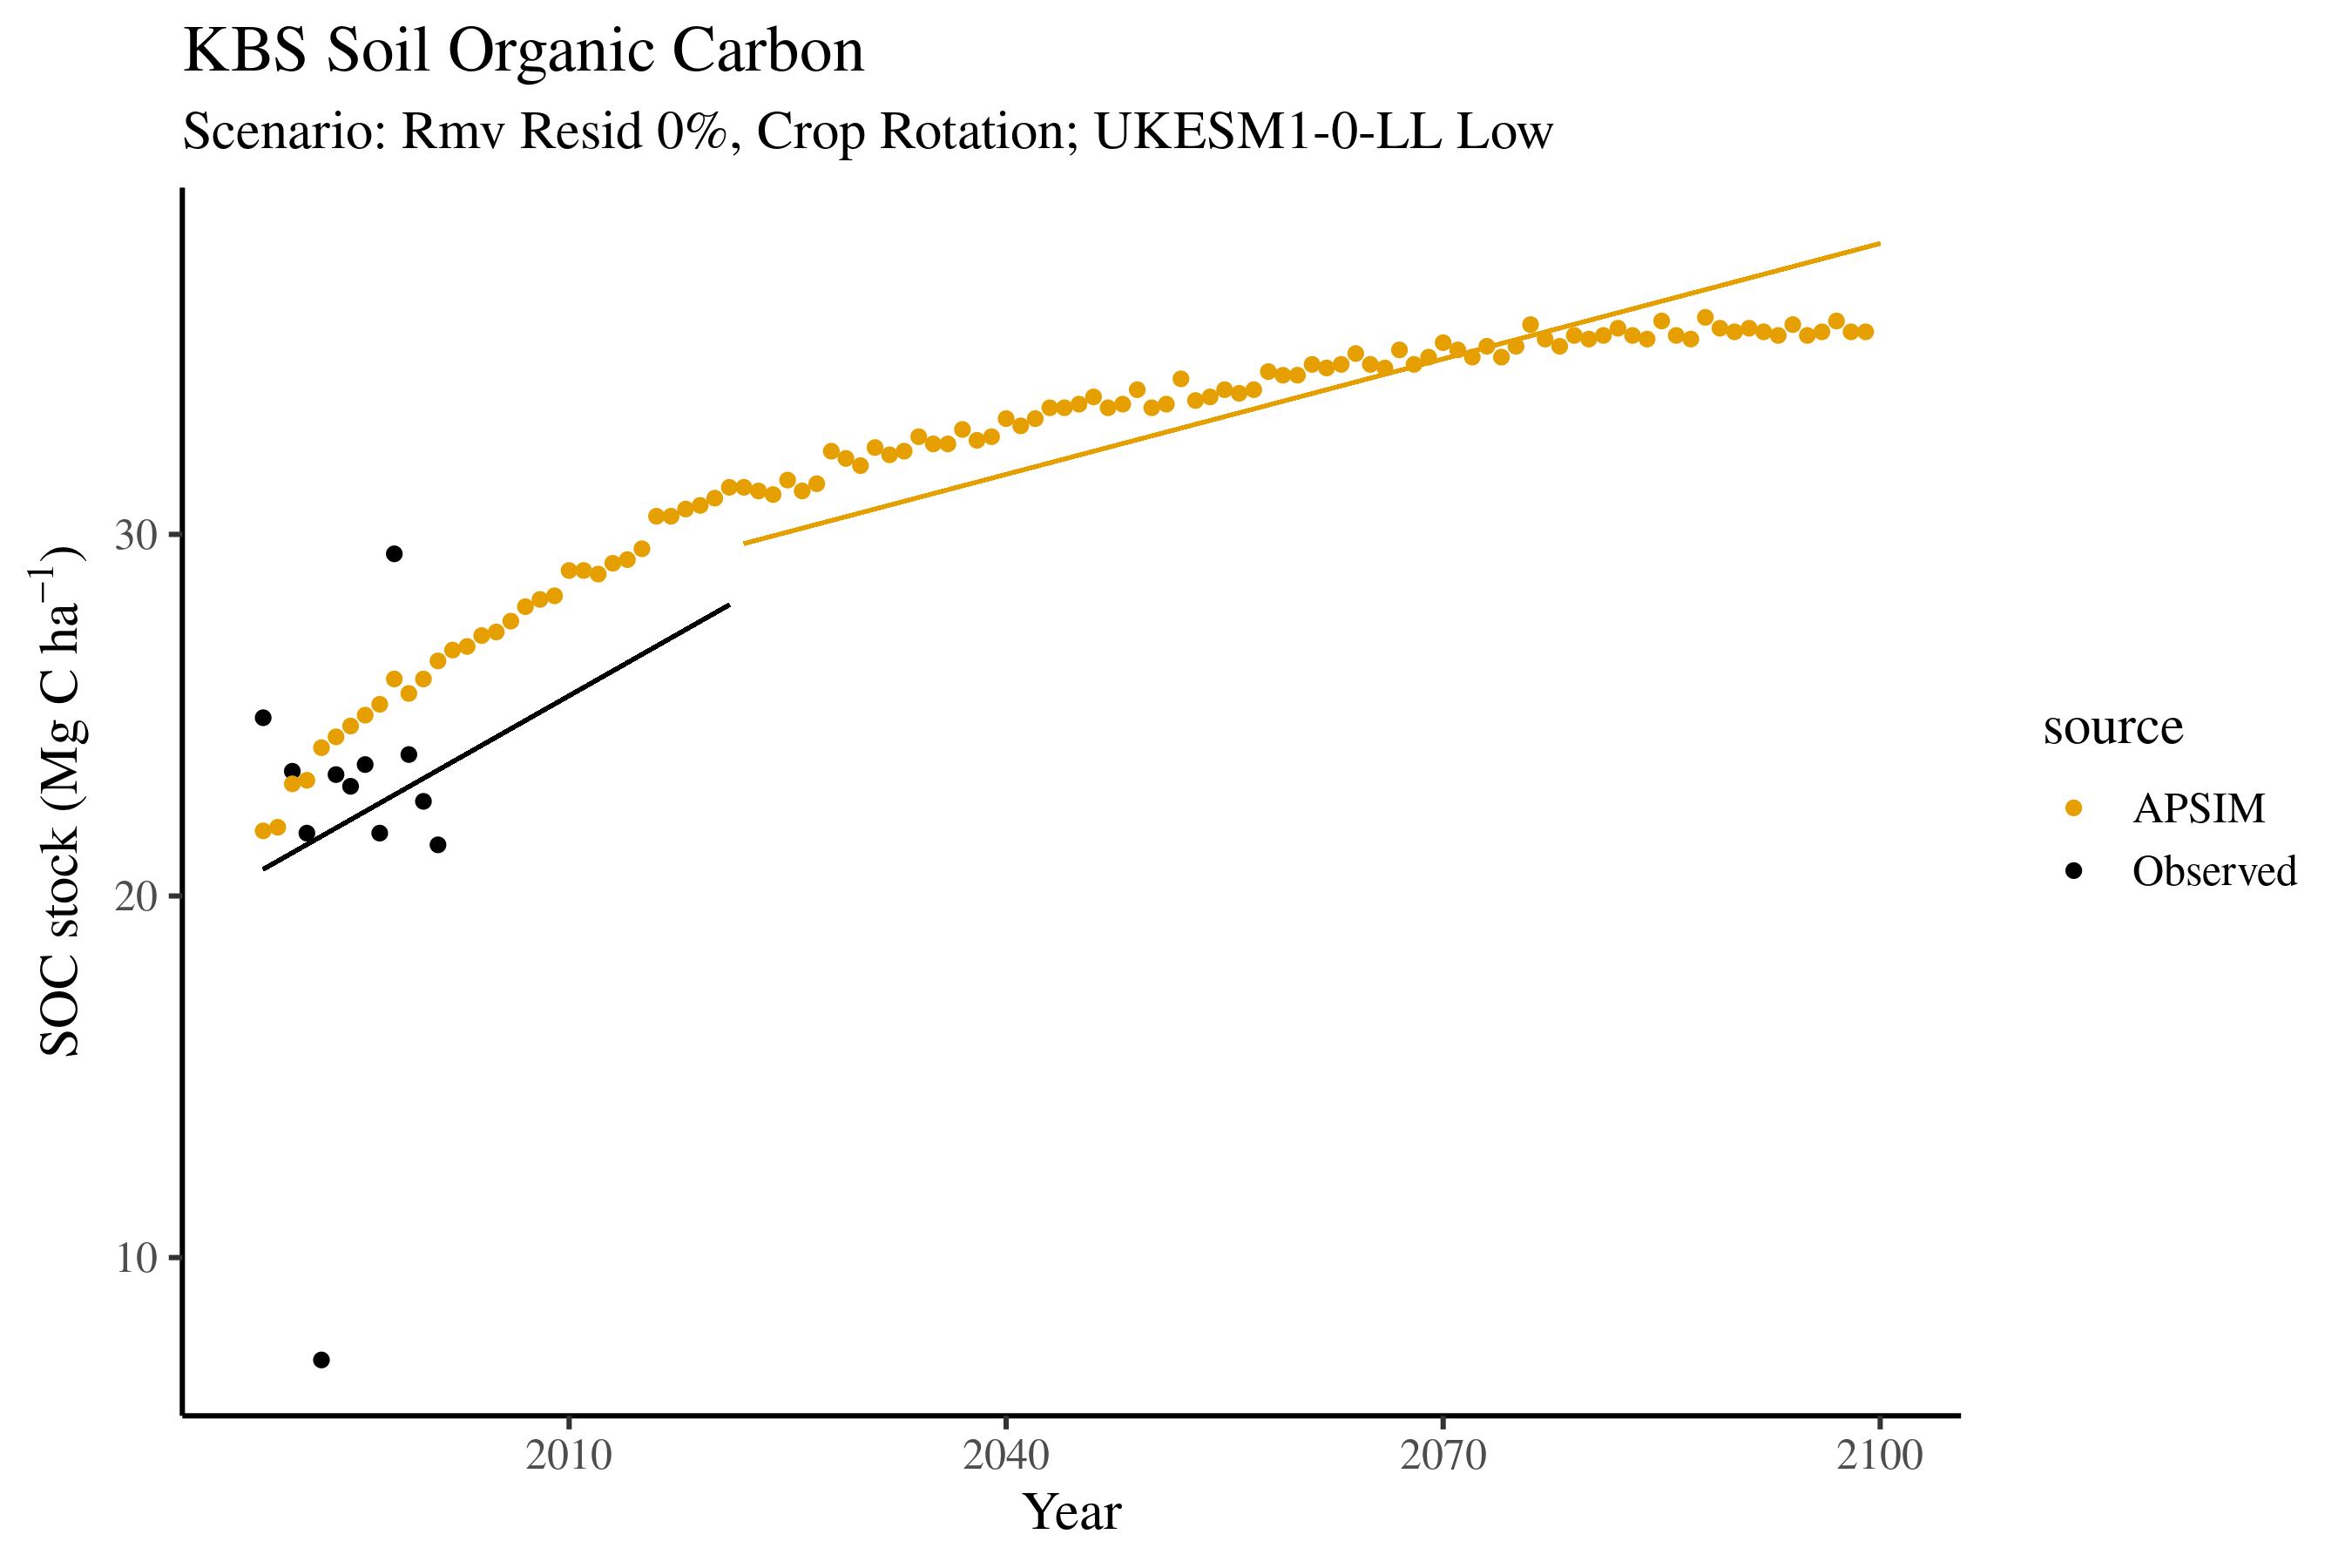 KBS Soil Organic Carbon
Scenario: Rmv Resid 0%, Crop Rotation; UKESM1-0-LL Low
SOC stock (Mg C ha⁻¹)
30
20
10
2010 2040 2070 2100
Year
source
APSIM
Observed